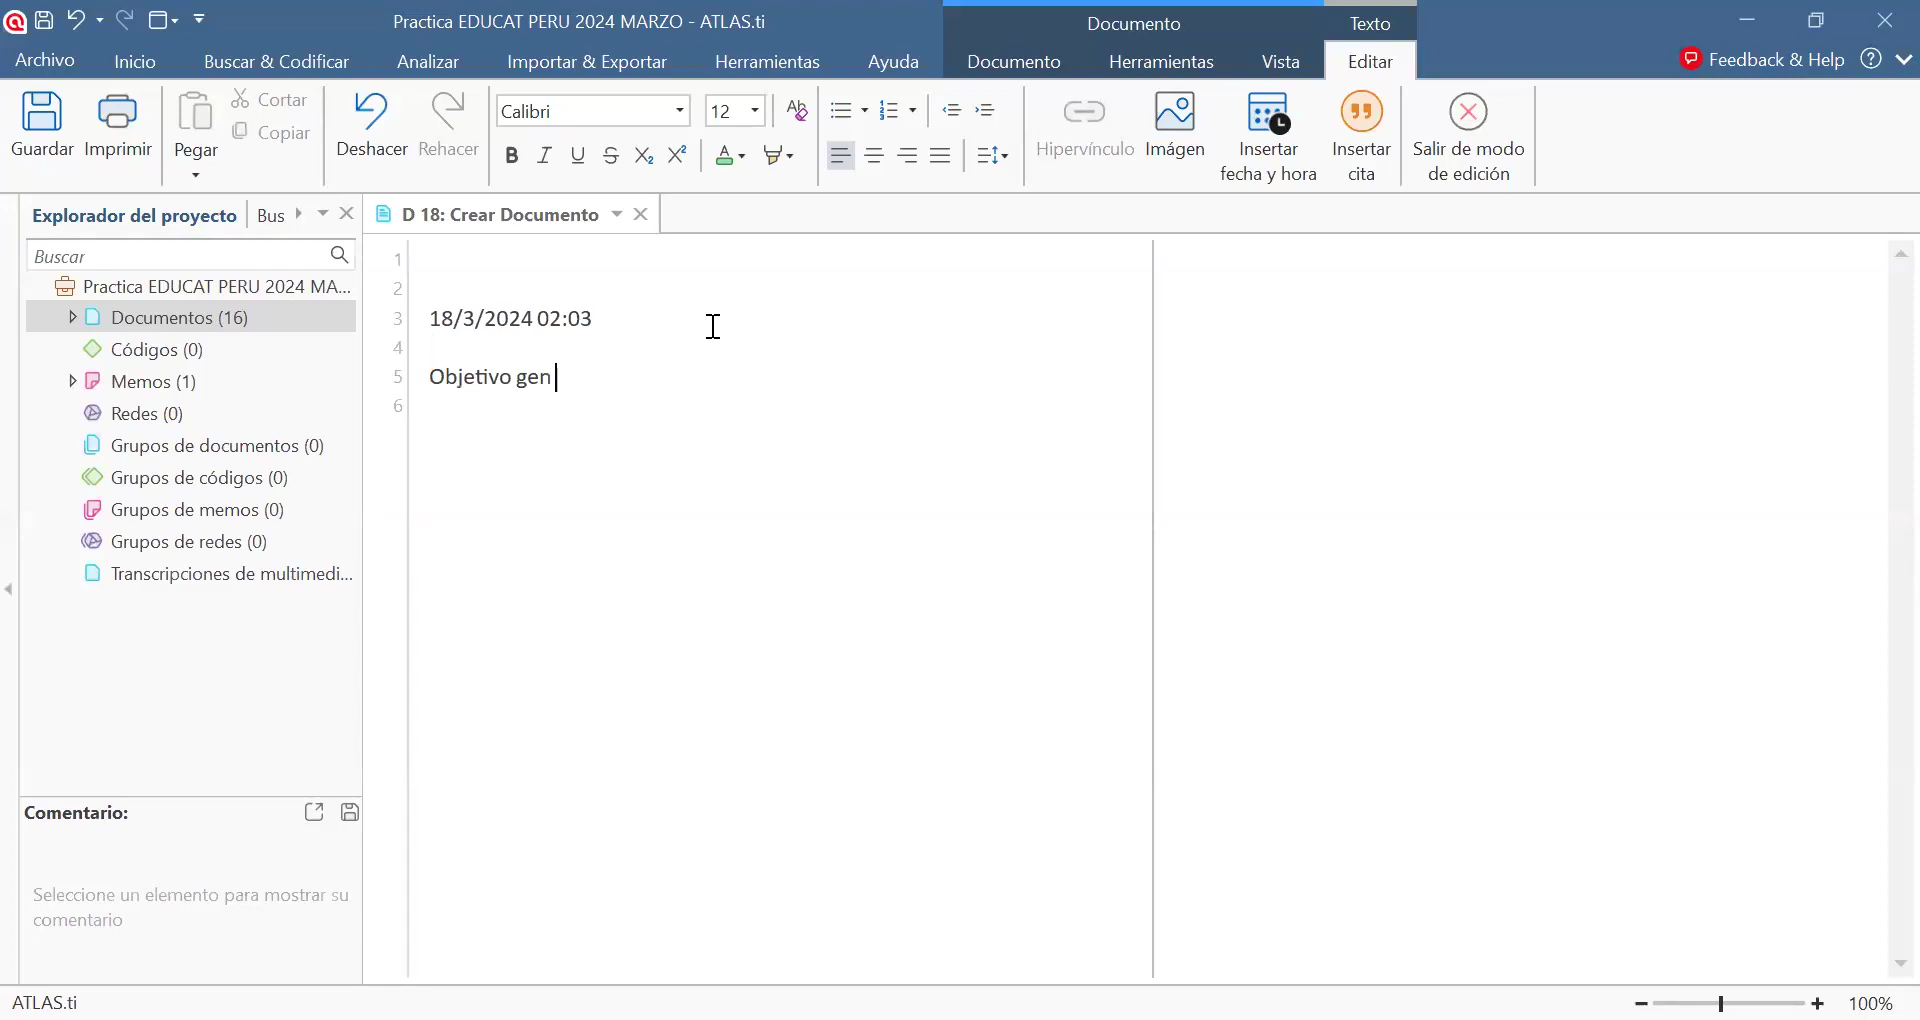 Practica EDUCAT PERU 2024 MARZO - ATLAS.ti
Documento
Texto
Archivo
Inicio
Buscar & Codificar
Analizar
Importar & Exportar
Herramientas
Ayuda
Documento
Herramientas
Vista
Editar
Feedback & Help
Guardar
Imprimir
Pegar
Cortar
Copiar
Deshacer
Rehacer
Calibri
12
Hipervínculo
Imágen
Insertar
fecha y hora
Insertar
cita
Salir de modo
de edición
Explorador del proyecto
Bus
D 18: Crear Documento
Buscar
Practica EDUCAT PERU 2024 MA...
Documentos (16)
Códigos (0)
Memos (1)
Redes (0)
Grupos de documentos (0)
Grupos de códigos (0)
Grupos de memos (0)
Grupos de redes (0)
Transcripciones de multimedi...
1
2
3 18/3/2024 02:03
4
5 Objetivo gen
6
Comentario:
Seleccione un elemento para mostrar su
comentario
ATLAS.ti
100%